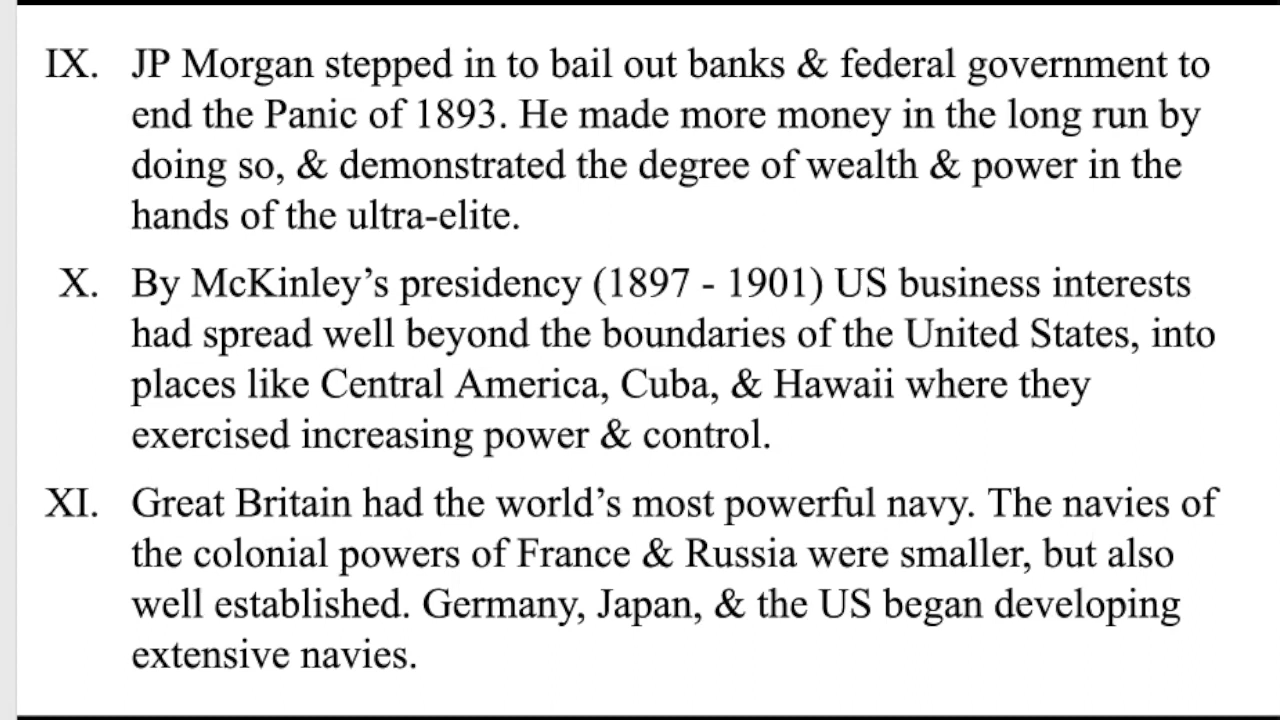 IX. JP Morgan stepped in to bail out banks & federal government to
end the Panic of 1893. He made more money in the long run by
doing so, & demonstrated the degree of wealth & power in the
hands of the ultra-elite.
X. By McKinley’s presidency (1897 - 1901) US business interests
had spread well beyond the boundaries of the United States, into
places like Central America, Cuba, & Hawaii where they
exercised increasing power & control.
XI. Great Britain had the world’s most powerful navy. The navies of
the colonial powers of France & Russia were smaller, but also
well established. Germany, Japan, & the US began developing
extensive navies.